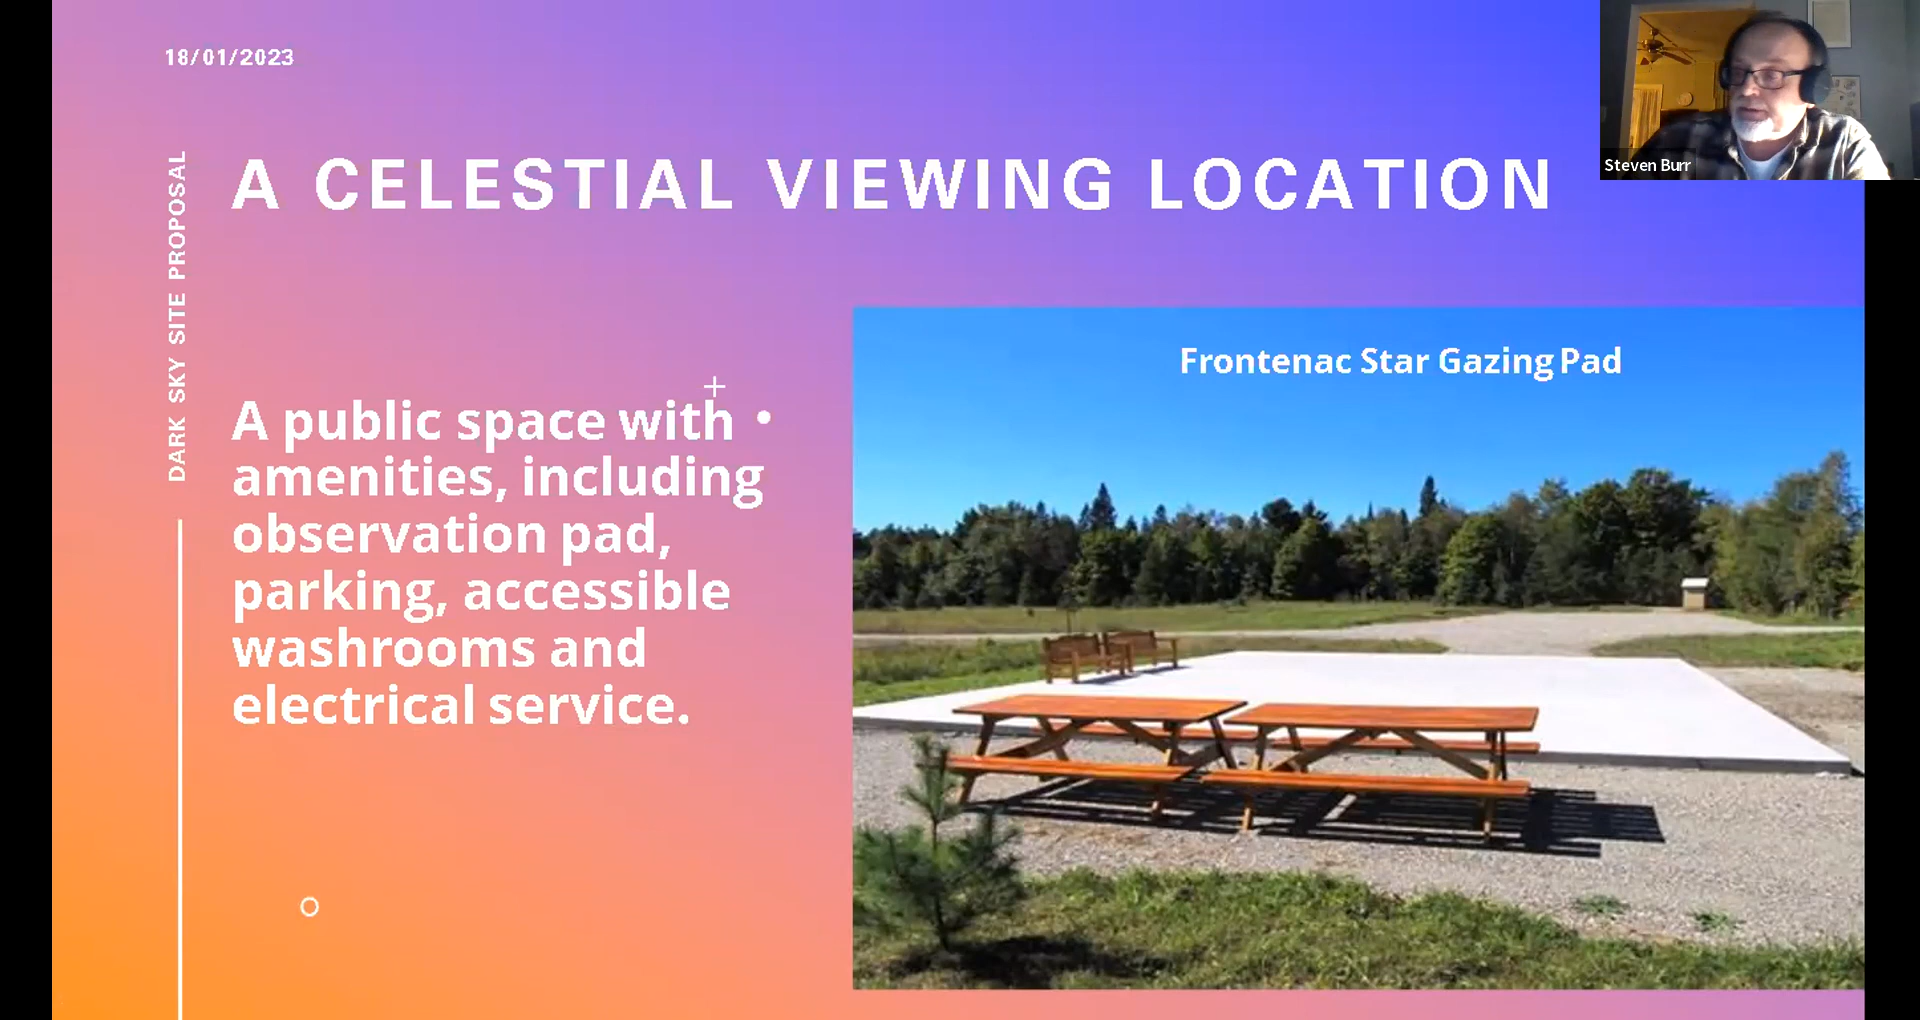 18/01/2023
DARK SKY SITE PROPOSAL
A CELESTIAL VIEWING LOCATION
A public space with
amenities, including
observation pad,
parking, accessible
washrooms and
electrical service.
Frontenac Star Gazing Pad
Steven Burr